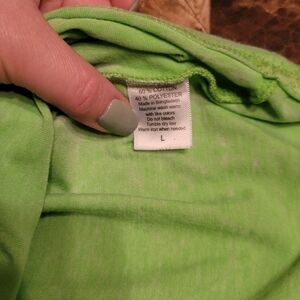 60 % COTTON
40 % POLYESTER
Made in Bangladesh
Machine wash warm
with like colors
Do not bleach
Tumble dry low
Warm iron when needed
L